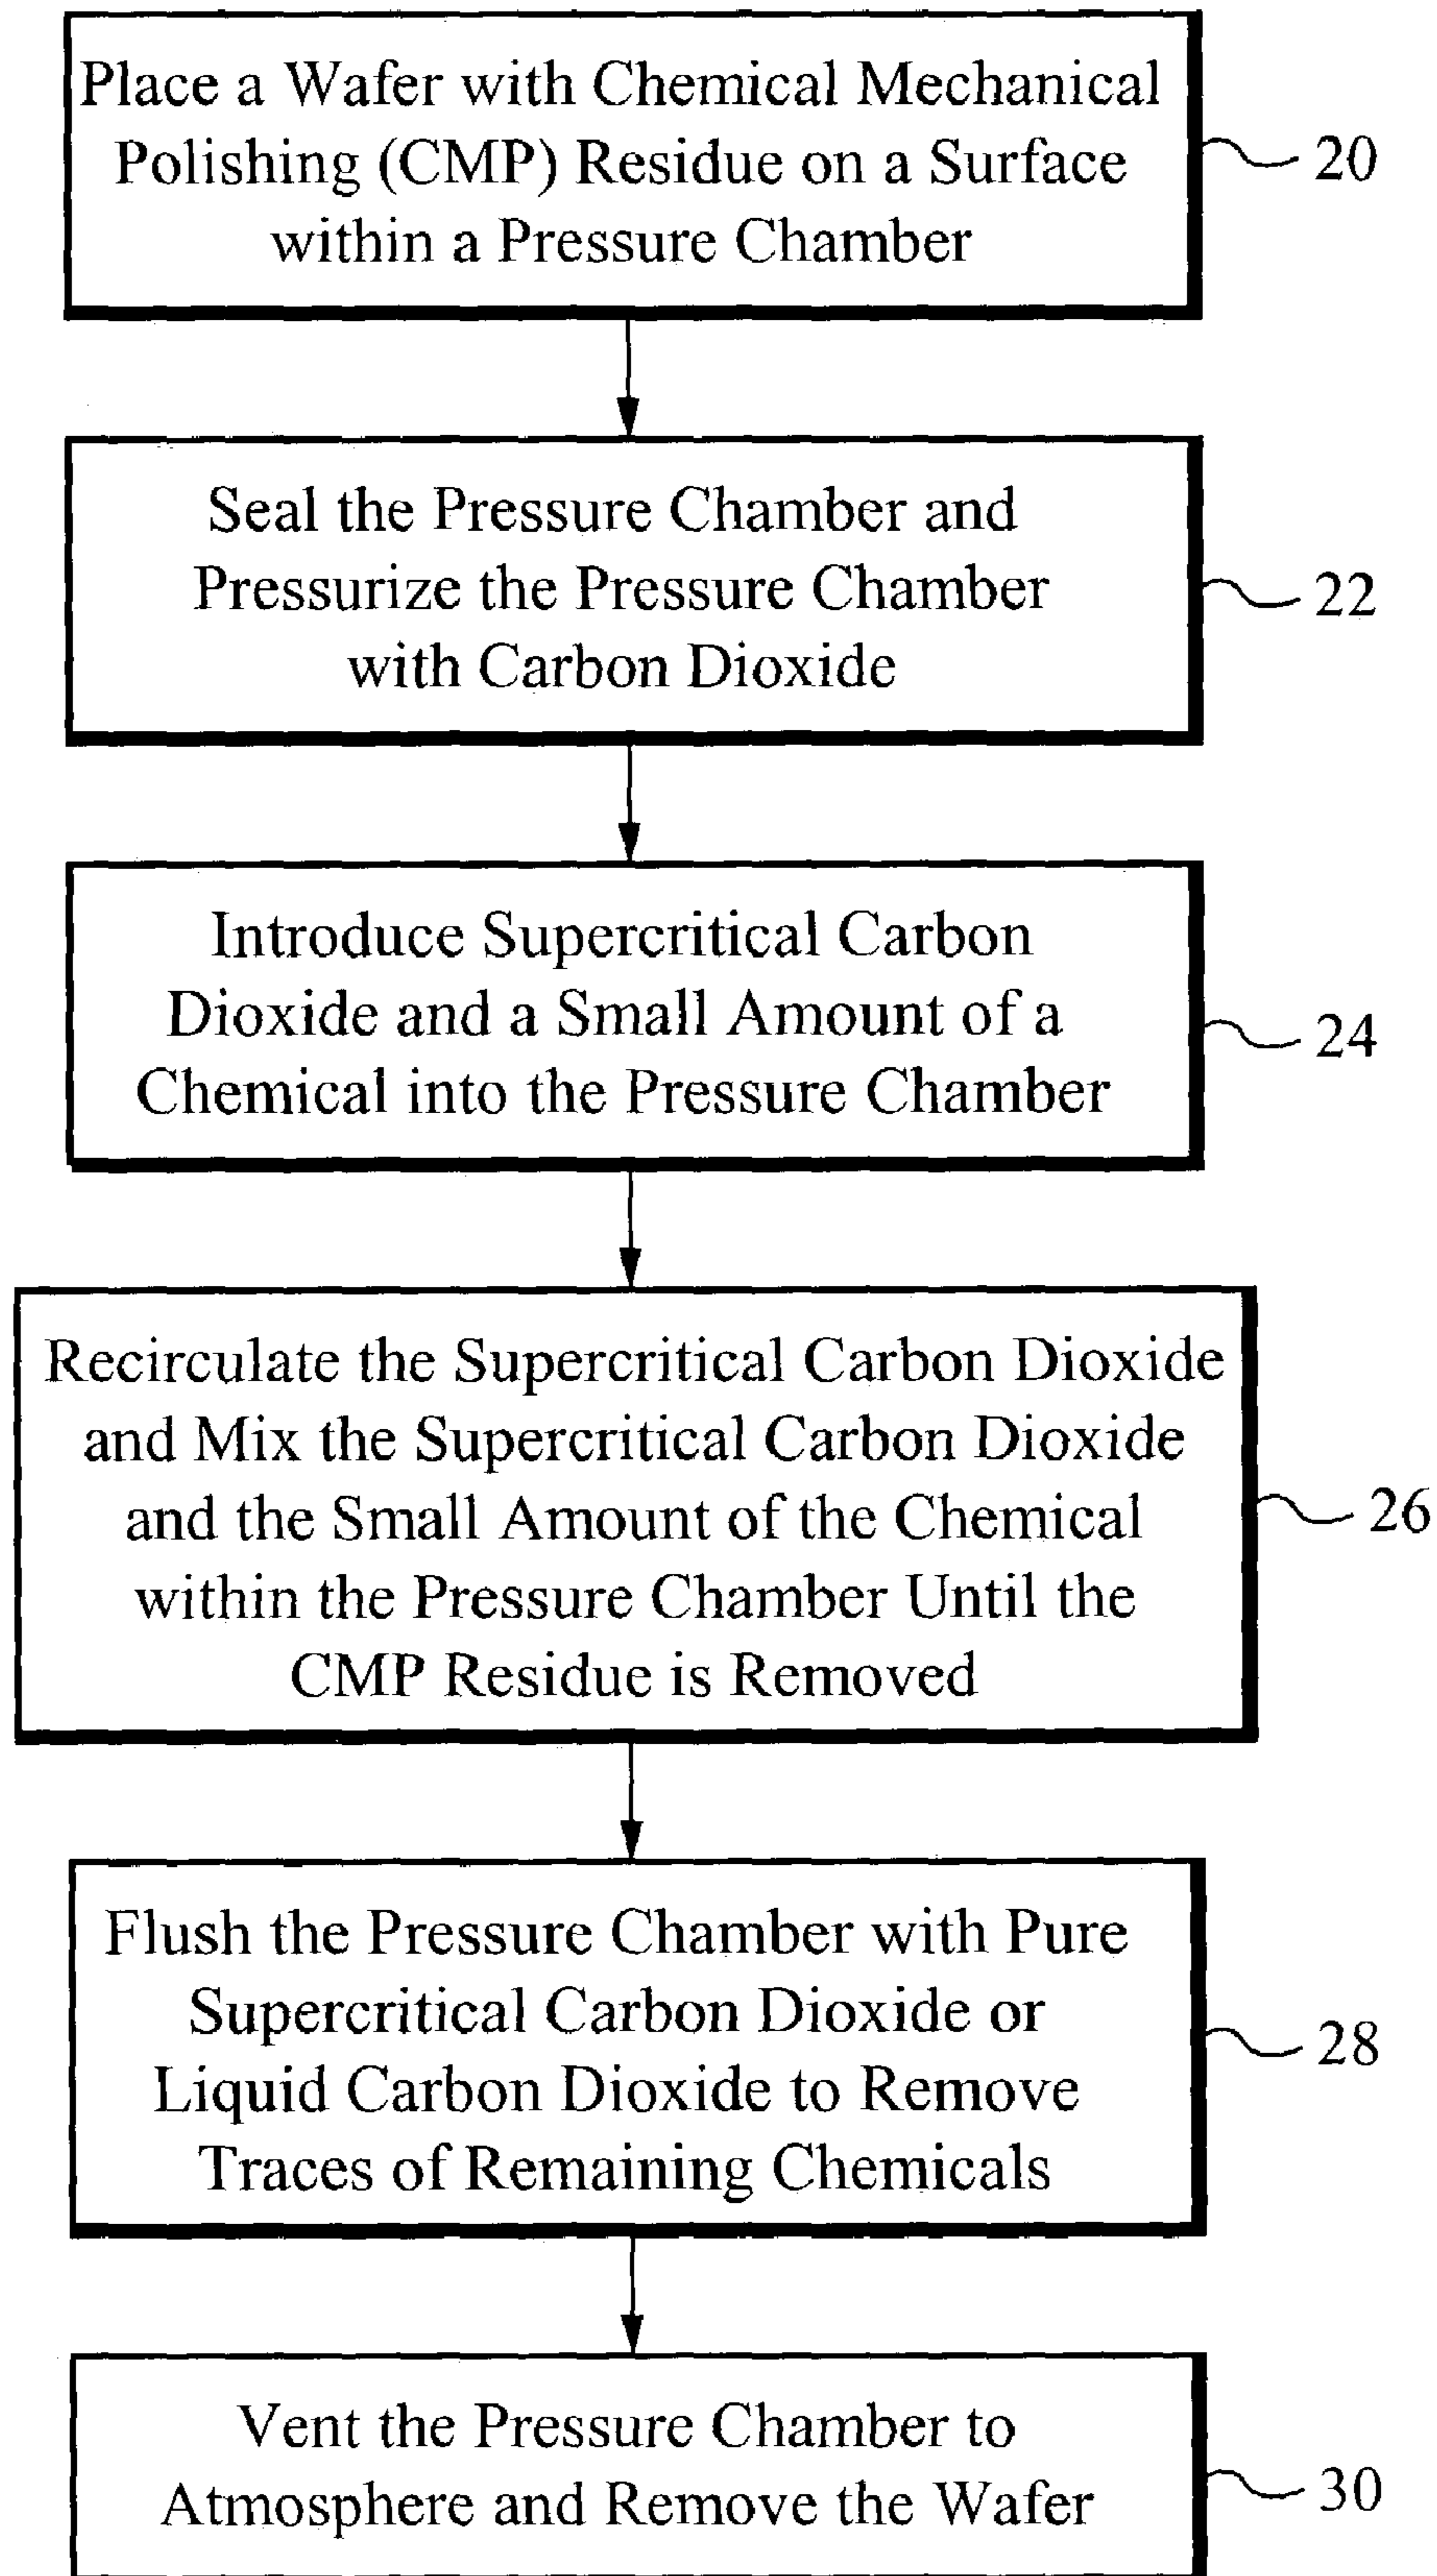 Place a Wafer with Chemical Mechanical
Polishing (CMP) Residue on a Surface
within a Pressure Chamber
20
Seal the Pressure Chamber and
Pressurize the Pressure Chamber
with Carbon Dioxide
22
Introduce Supercritical Carbon
Dioxide and a Small Amount of a
Chemical into the Pressure Chamber
24
Recirculate the Supercritical Carbon Dioxide
and Mix the Supercritical Carbon Dioxide
and the Small Amount of the Chemical
within the Pressure Chamber Until the
CMP Residue is Removed
26
Flush the Pressure Chamber with Pure
Supercritical Carbon Dioxide or
Liquid Carbon Dioxide to Remove
Traces of Remaining Chemicals
28
Vent the Pressure Chamber to
Atmosphere and Remove the Wafer
30